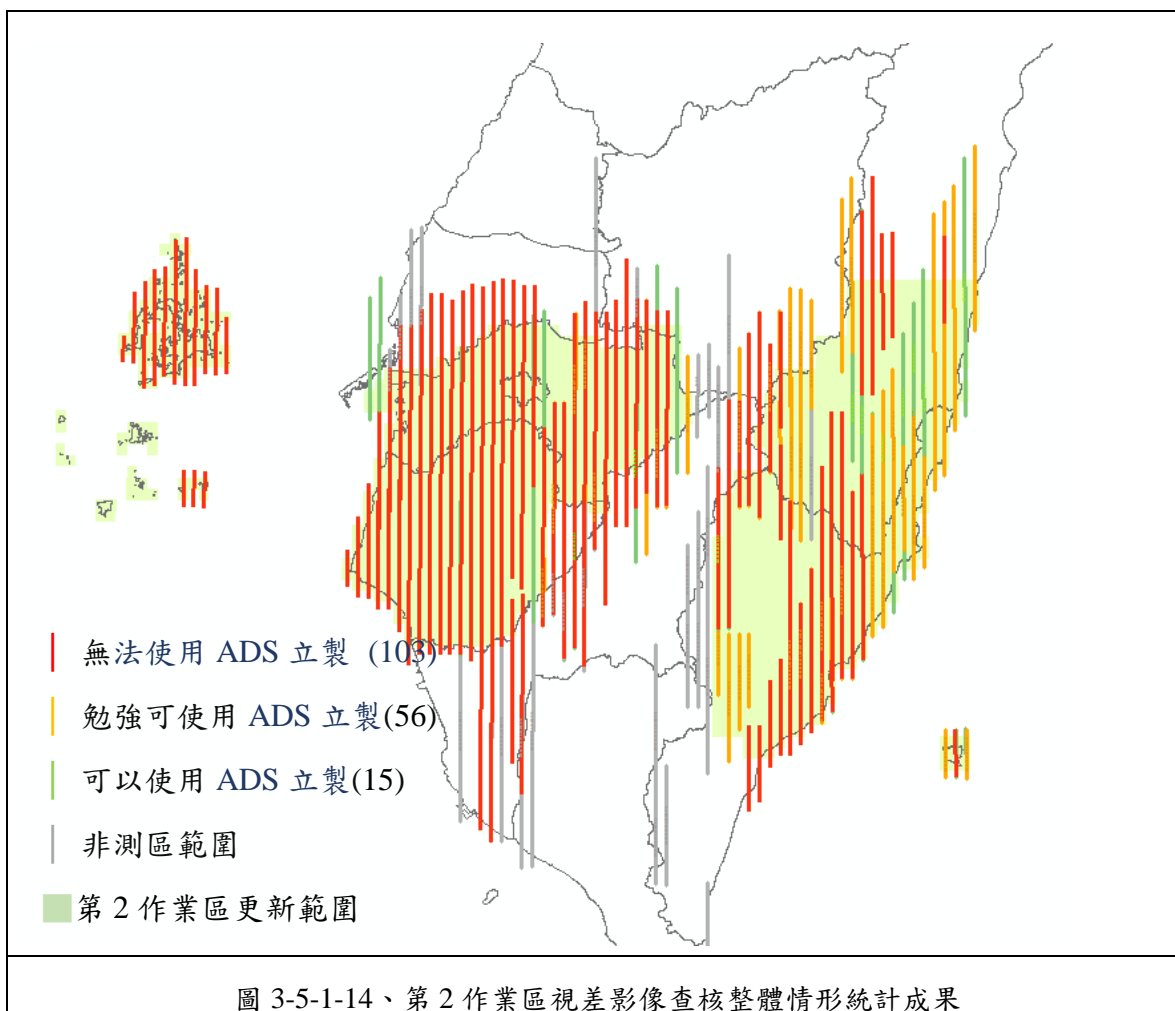 無法使用 ADS 立製 (103)
勉強可使用 ADS 立製(56)
可以使用 ADS 立製(15)
非測區範圍
第 2 作業區更新範圍
圖 3-5-1-14、第 2 作業區視差影像查核整體情形統計成果